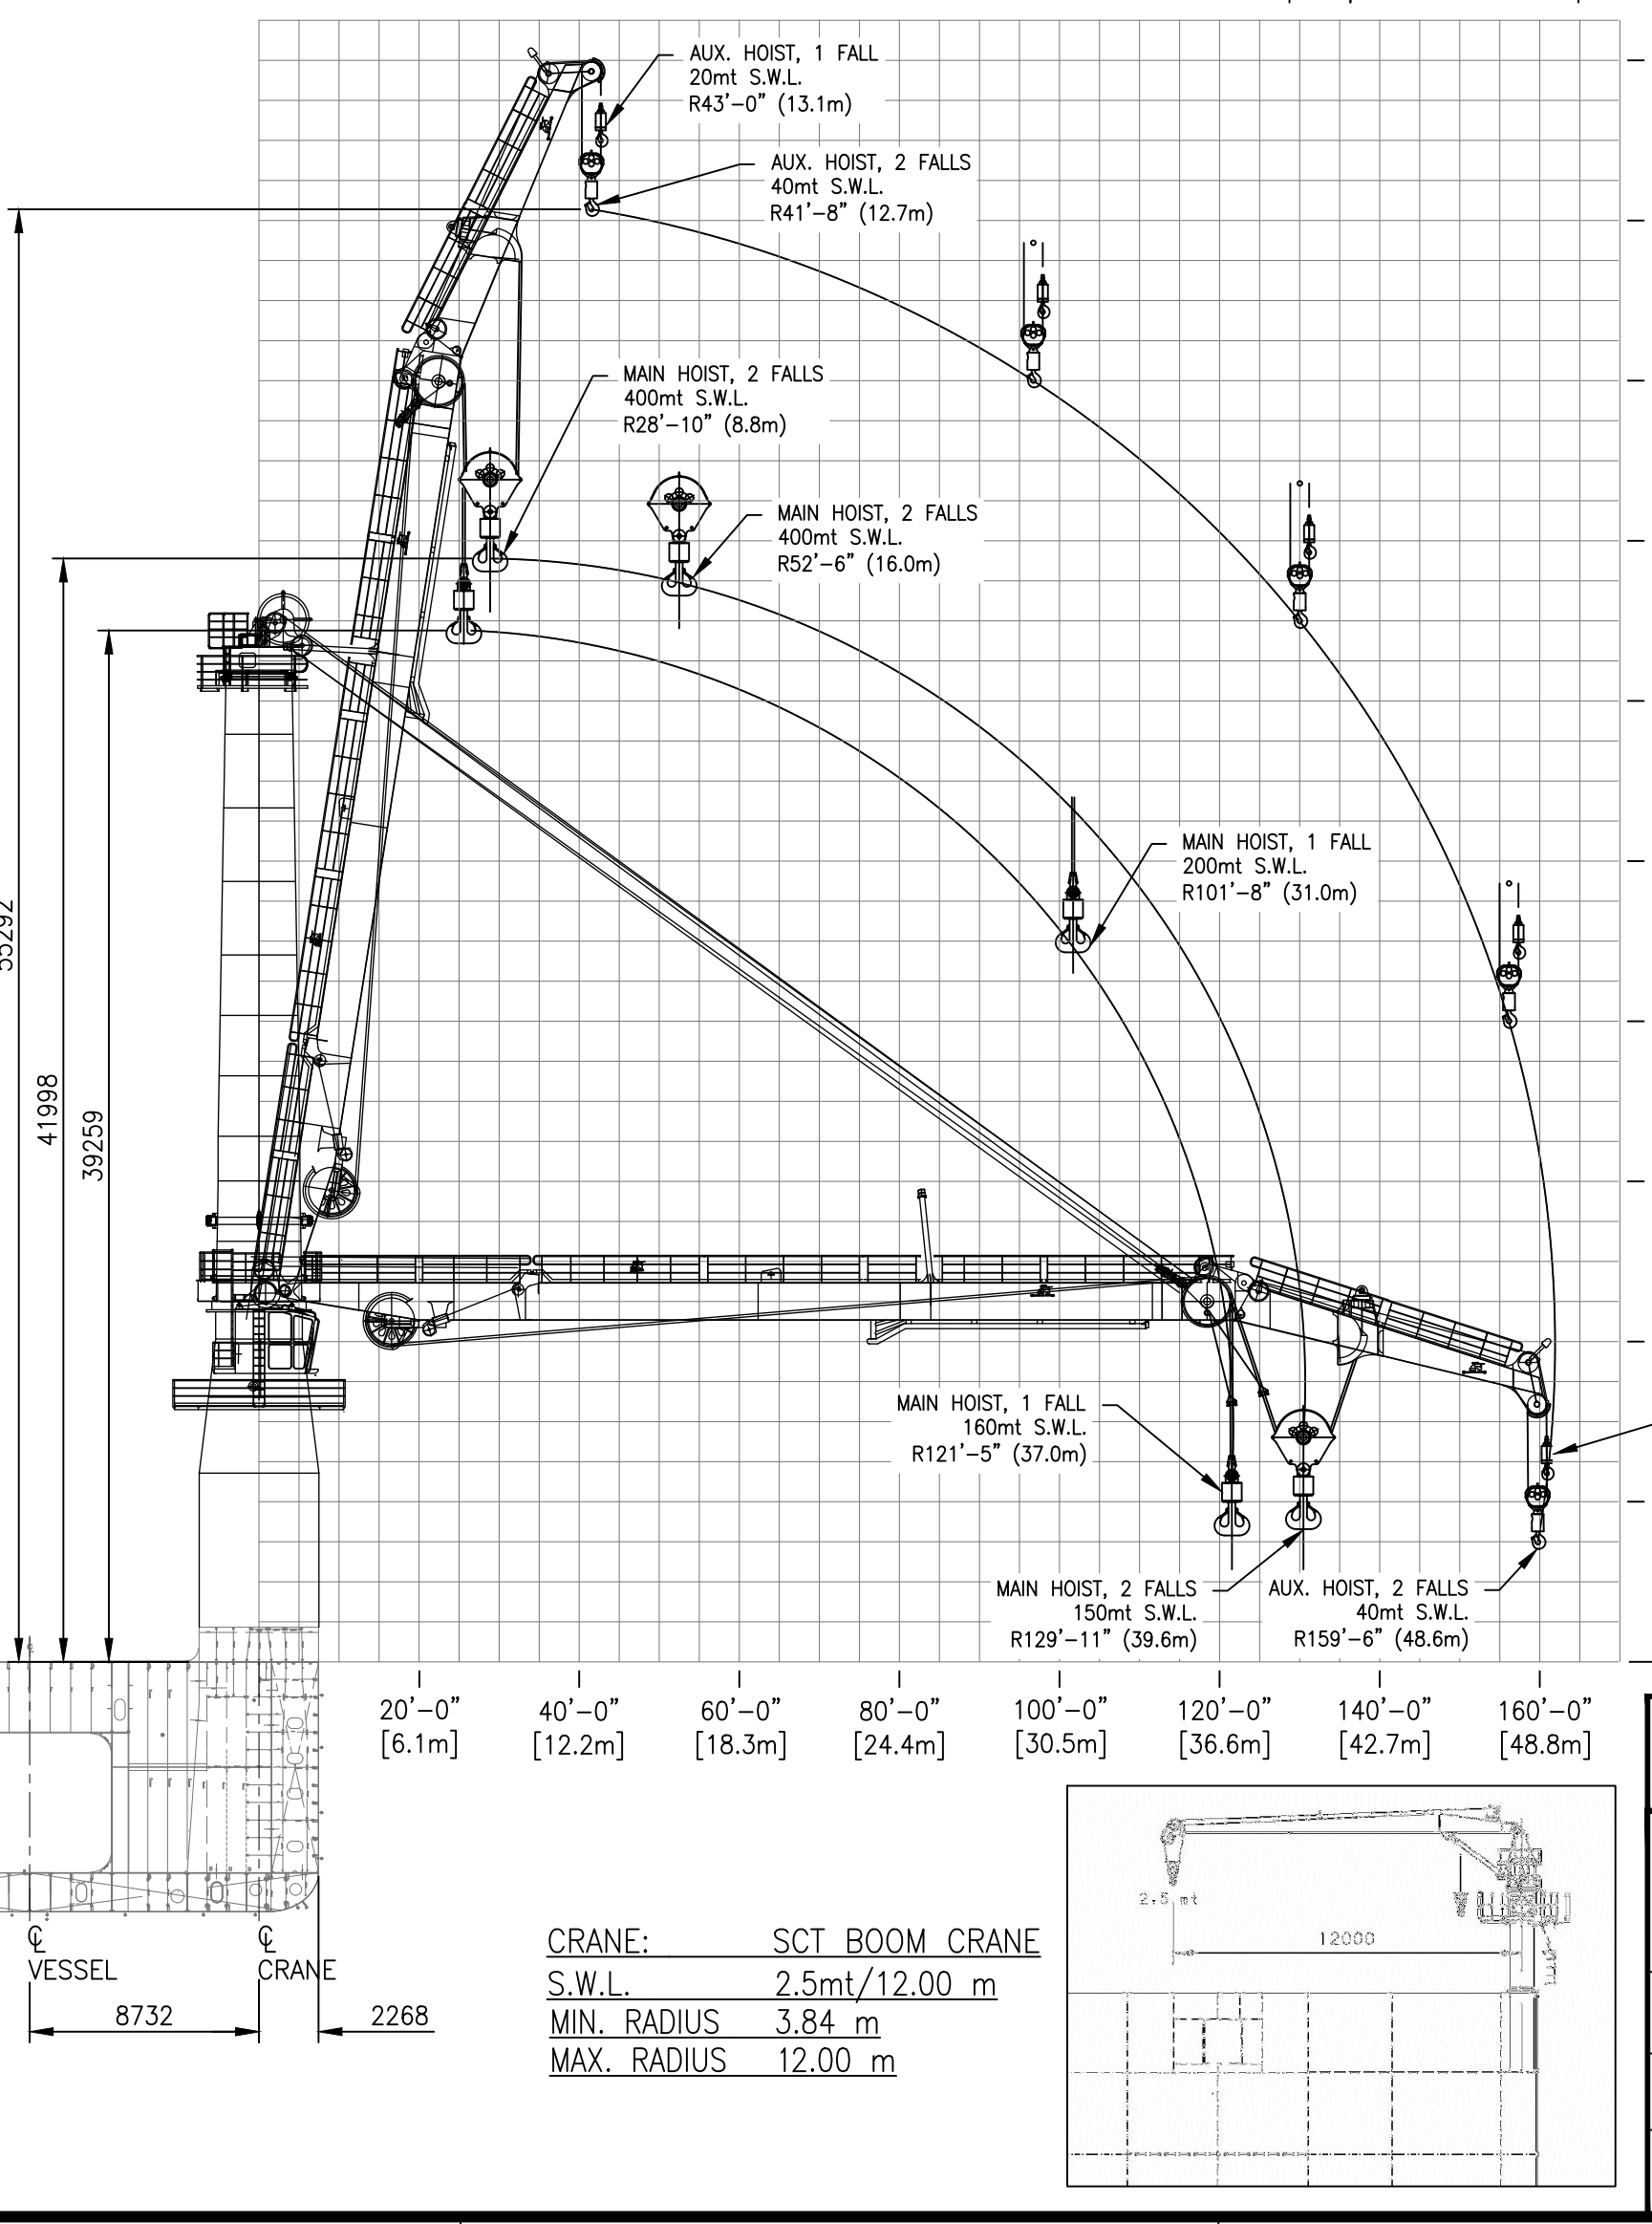 AUX. HOIST, 1 FALL
20mt S.W.L.
R43'-0" (13.1m)
AUX. HOIST, 2 FALLS
40mt S.W.L.
R41'-8" (12.7m)
MAIN HOIST, 2 FALLS
400mt S.W.L.
R28'-10" (8.8m)
MAIN HOIST, 2 FALLS
400mt S.W.L.
R52'-6" (16.0m)
MAIN HOIST, 1 FALL
200mt S.W.L.
R101'-8" (31.0m)
55292
41998
39259
MAIN HOIST, 1 FALL
160mt S.W.L.
R121'-5" (37.0m)
MAIN HOIST, 2 FALLS
150mt S.W.L.
R129'-11" (39.6m)
AUX. HOIST, 2 FALLS
40mt S.W.L.
R159'-6" (48.6m)
20'-0" 40'-0" 60'-0" 80'-0" 100'-0" 120'-0" 140'-0" 160'-0"
[6.1m] [12.2m] [18.3m] [24.4m] [30.5m] [36.6m] [42.7m] [48.8m]
℄ ℄
VESSEL CRANE
8732 2268
CRANE: SCT BOOM CRANE
S.W.L. 2.5mt/12.00 m
MIN. RADIUS 3.84 m
MAX. RADIUS 12.00 m
2.5 mt
12000